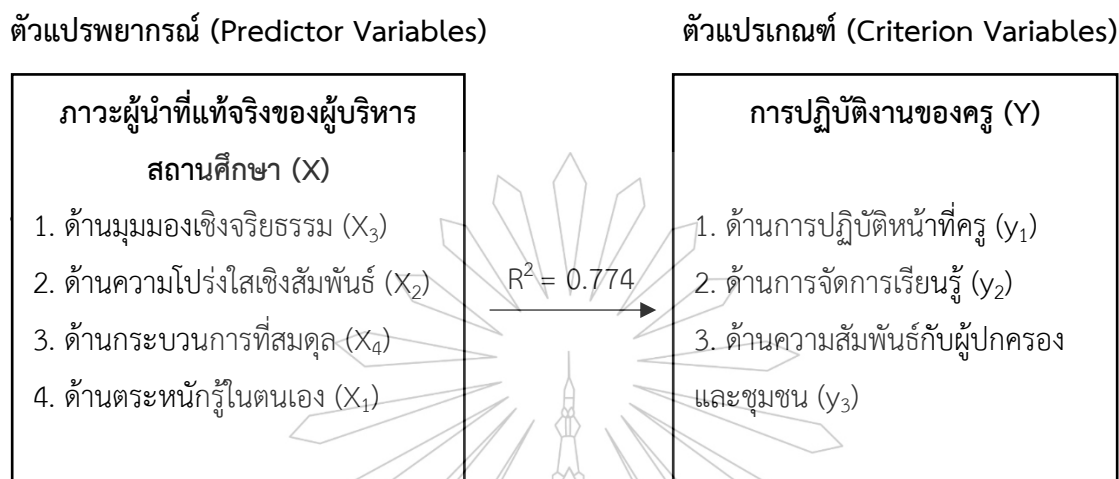 ตัวแปรพยากรณ์ (Predictor Variables)
ตัวแปรเกณฑ์ (Criterion Variables)
ภาวะผู้นำที่แท้จริงของผู้บริหาร
สถานศึกษา (X)
1. ด้านมุมมองเชิงจริยธรรม (X₃)
2. ด้านความโปร่งใสเชิงสัมพันธ์ (X₂)
3. ด้านกระบวนการที่สมดุล (X₄)
4. ด้านตระหนักรู้ในตนเอง (X₁)
R² = 0.774
การปฏิบัติงานของครู (Y)
1. ด้านการปฏิบัติหน้าที่ครู (y₁)
2. ด้านการจัดการเรียนรู้ (y₂)
3. ด้านความสัมพันธ์กับผู้ปกครอง
และชุมชน (y₃)